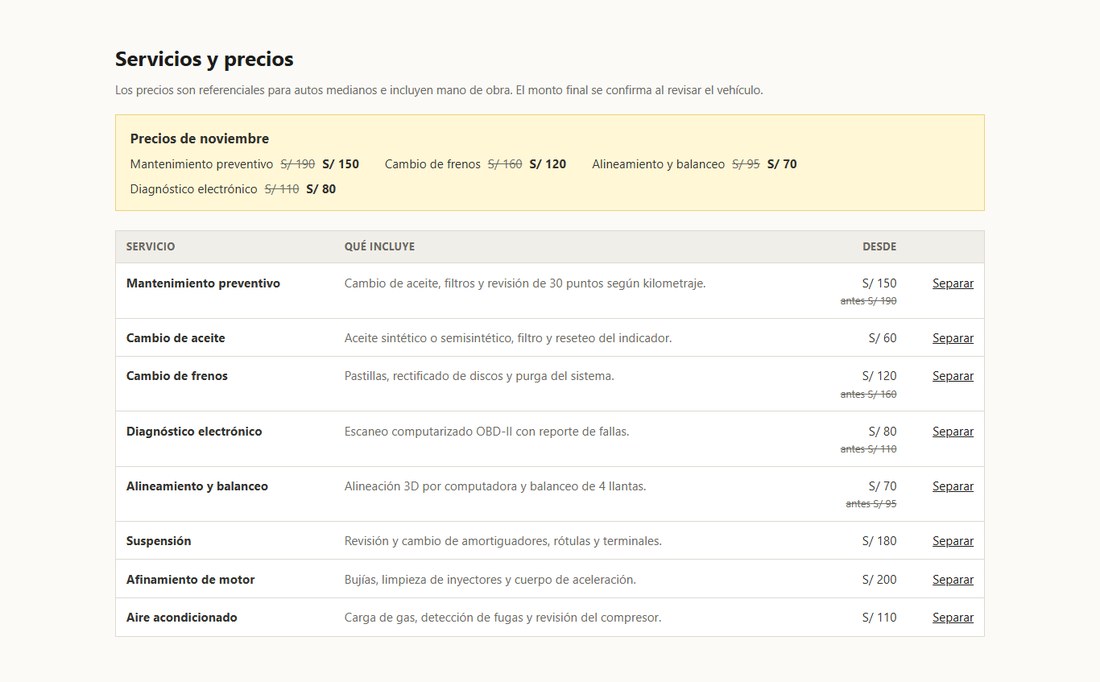 Servicios y precios
Los precios son referenciales para autos medianos e incluyen mano de obra. El monto final se confirma al revisar el vehículo.
Precios de noviembre
Mantenimiento preventivo S/ 190 S/ 150 Cambio de frenos S/ 160 S/ 120 Alineamiento y balanceo S/ 95 S/ 70
Diagnóstico electrónico S/ 110 S/ 80
SERVICIO QUÉ INCLUYE DESDE
Mantenimiento preventivo Cambio de aceite, filtros y revisión de 30 puntos según kilometraje. S/ 150 Separar
antes S/ 190
Cambio de aceite Aceite sintético o semisintético, filtro y reseteo del indicador. S/ 60 Separar
Cambio de frenos Pastillas, rectificado de discos y purga del sistema. S/ 120 Separar
antes S/ 160
Diagnóstico electrónico Escaneo computarizado OBD-II con reporte de fallas. S/ 80 Separar
antes S/ 110
Alineamiento y balanceo Alineación 3D por computadora y balanceo de 4 llantas. S/ 70 Separar
antes S/ 95
Suspensión Revisión y cambio de amortiguadores, rótulas y terminales. S/ 180 Separar
Afinamiento de motor Bujías, limpieza de inyectores y cuerpo de aceleración. S/ 200 Separar
Aire acondicionado Carga de gas, detección de fugas y revisión del compresor. S/ 110 Separar